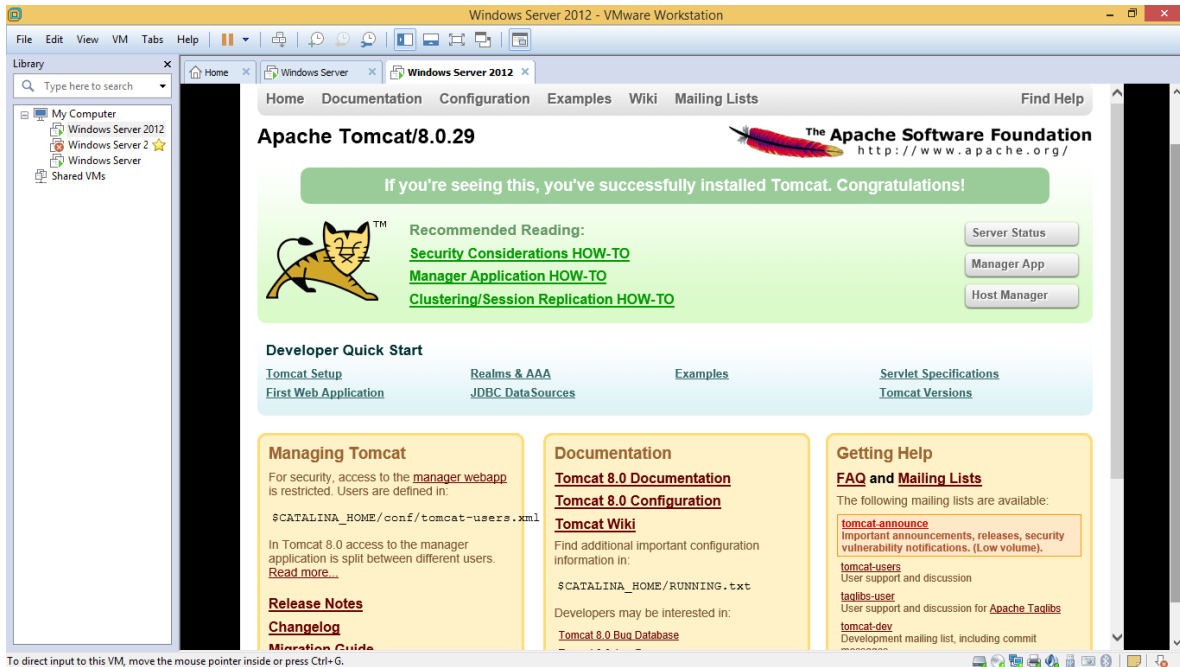 Windows Server 2012 - VMware Workstation
File Edit View VM Tabs Help
Library
Type here to search
My Computer
Windows Server 2012
Windows Server 2
Windows Server
Shared VMs
Home
Windows Server
Windows Server 2012
Home Documentation Configuration Examples Wiki Mailing Lists Find Help
Apache Tomcat/8.0.29
The Apache Software Foundation
http://www.apache.org/
If you're seeing this, you've successfully installed Tomcat. Congratulations!
TM
Recommended Reading:
Security Considerations HOW-TO
Manager Application HOW-TO
Clustering/Session Replication HOW-TO
Server Status
Manager App
Host Manager
Developer Quick Start
Tomcat Setup
First Web Application
Realms & AAA
JDBC DataSources
Examples
Servlet Specifications
Tomcat Versions
Managing Tomcat
For security, access to the manager webapp
is restricted. Users are defined in:
$CATALINA_HOME/conf/tomcat-users.xml
In Tomcat 8.0 access to the manager
application is split between different users.
Read more...
Release Notes
Changelog
Migration Guide
Documentation
Tomcat 8.0 Documentation
Tomcat 8.0 Configuration
Tomcat Wiki
Find additional important configuration
information in:
$CATALINA_HOME/RUNNING.txt
Developers may be interested in:
Tomcat 8.0 Bug Database
Getting Help
FAQ and Mailing Lists
The following mailing lists are available:
tomcat-announce
Important announcements, releases, security
vulnerability notifications. (Low volume).
tomcat-users
User support and discussion
taglibs-user
User support and discussion for Apache Taglibs
tomcat-dev
Development mailing list, including commit
To direct input to this VM, move the mouse pointer inside or press Ctrl+G.